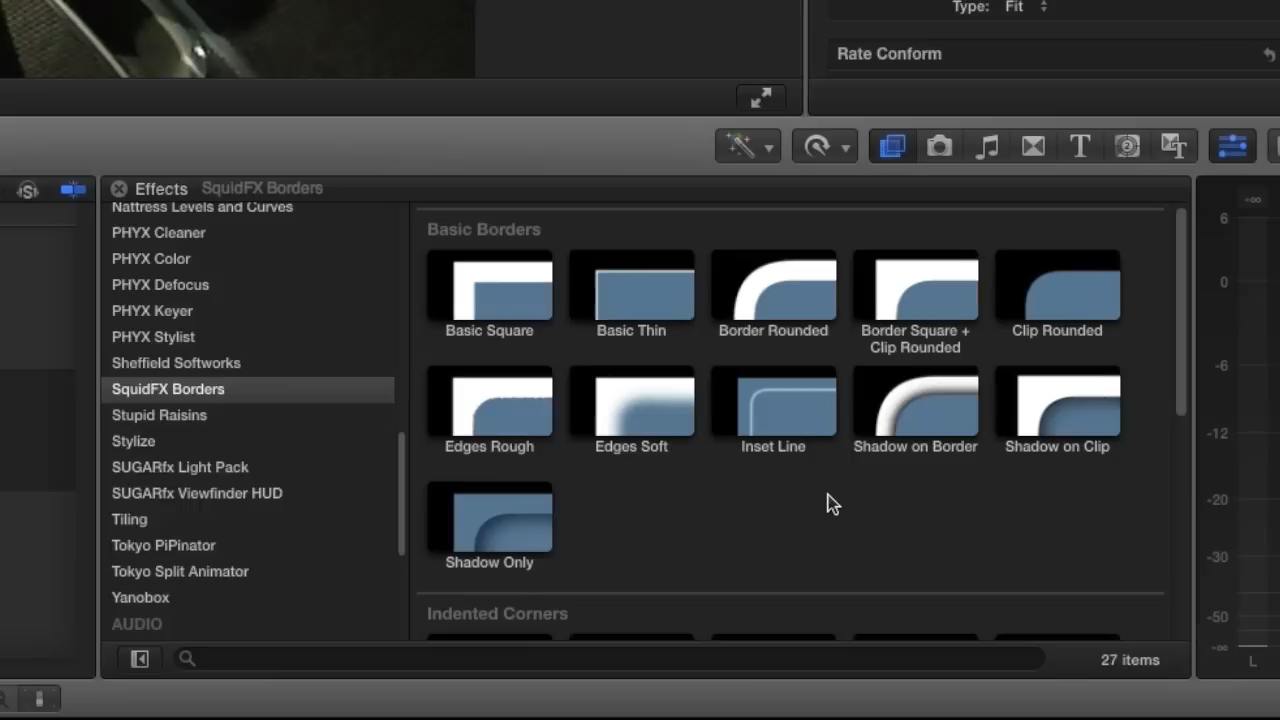 Type: Fit
Rate Conform
T
2
T
S
Effects SquidFX Borders
Nattress Levels and Curves
PHYX Cleaner
PHYX Color
PHYX Defocus
PHYX Keyer
PHYX Stylist
Sheffield Softworks
SquidFX Borders
Stupid Raisins
Stylize
SUGARfx Light Pack
SUGARfx Viewfinder HUD
Tiling
Tokyo PiPinator
Tokyo Split Animator
Yanobox
AUDIO
Basic Borders
Basic Square
Basic Thin
Border Rounded
Border Square +
Clip Rounded
Clip Rounded
Edges Rough
Edges Soft
Inset Line
Shadow on Border
Shadow on Clip
Shadow Only
Indented Corners
27 items
-∞
6
0
-6
-12
-20
-30
-50
-∞
L